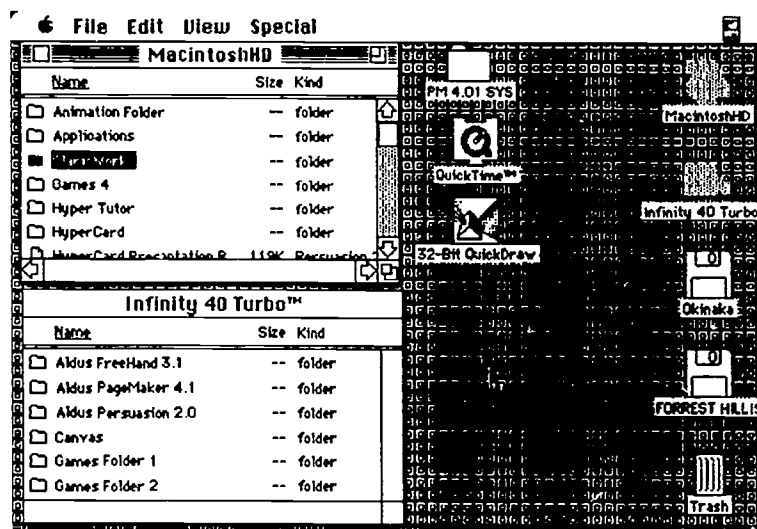 File Edit View Special
MacintoshHD
Name Size Kind
Animation Folder -- folder
Applications -- folder
-- folder
Games 4 -- folder
Hyper Tutor -- folder
HyperCard -- folder
HyperCard Presentation 119K Persuasion
Infinity 40 Turbo™
Name Size Kind
Aldus FreeHand 3.1 -- folder
Aldus PageMaker 4.1 -- folder
Aldus Persuasion 2.0 -- folder
Canvas -- folder
Games Folder 1 -- folder
Games Folder 2 -- folder
PM 4.01 SYS
QuickTime™
32-Bit QuickDraw
MacintoshHD
Infinity 40 Turbo
Okinaka
FORREST HILLIS
Trash